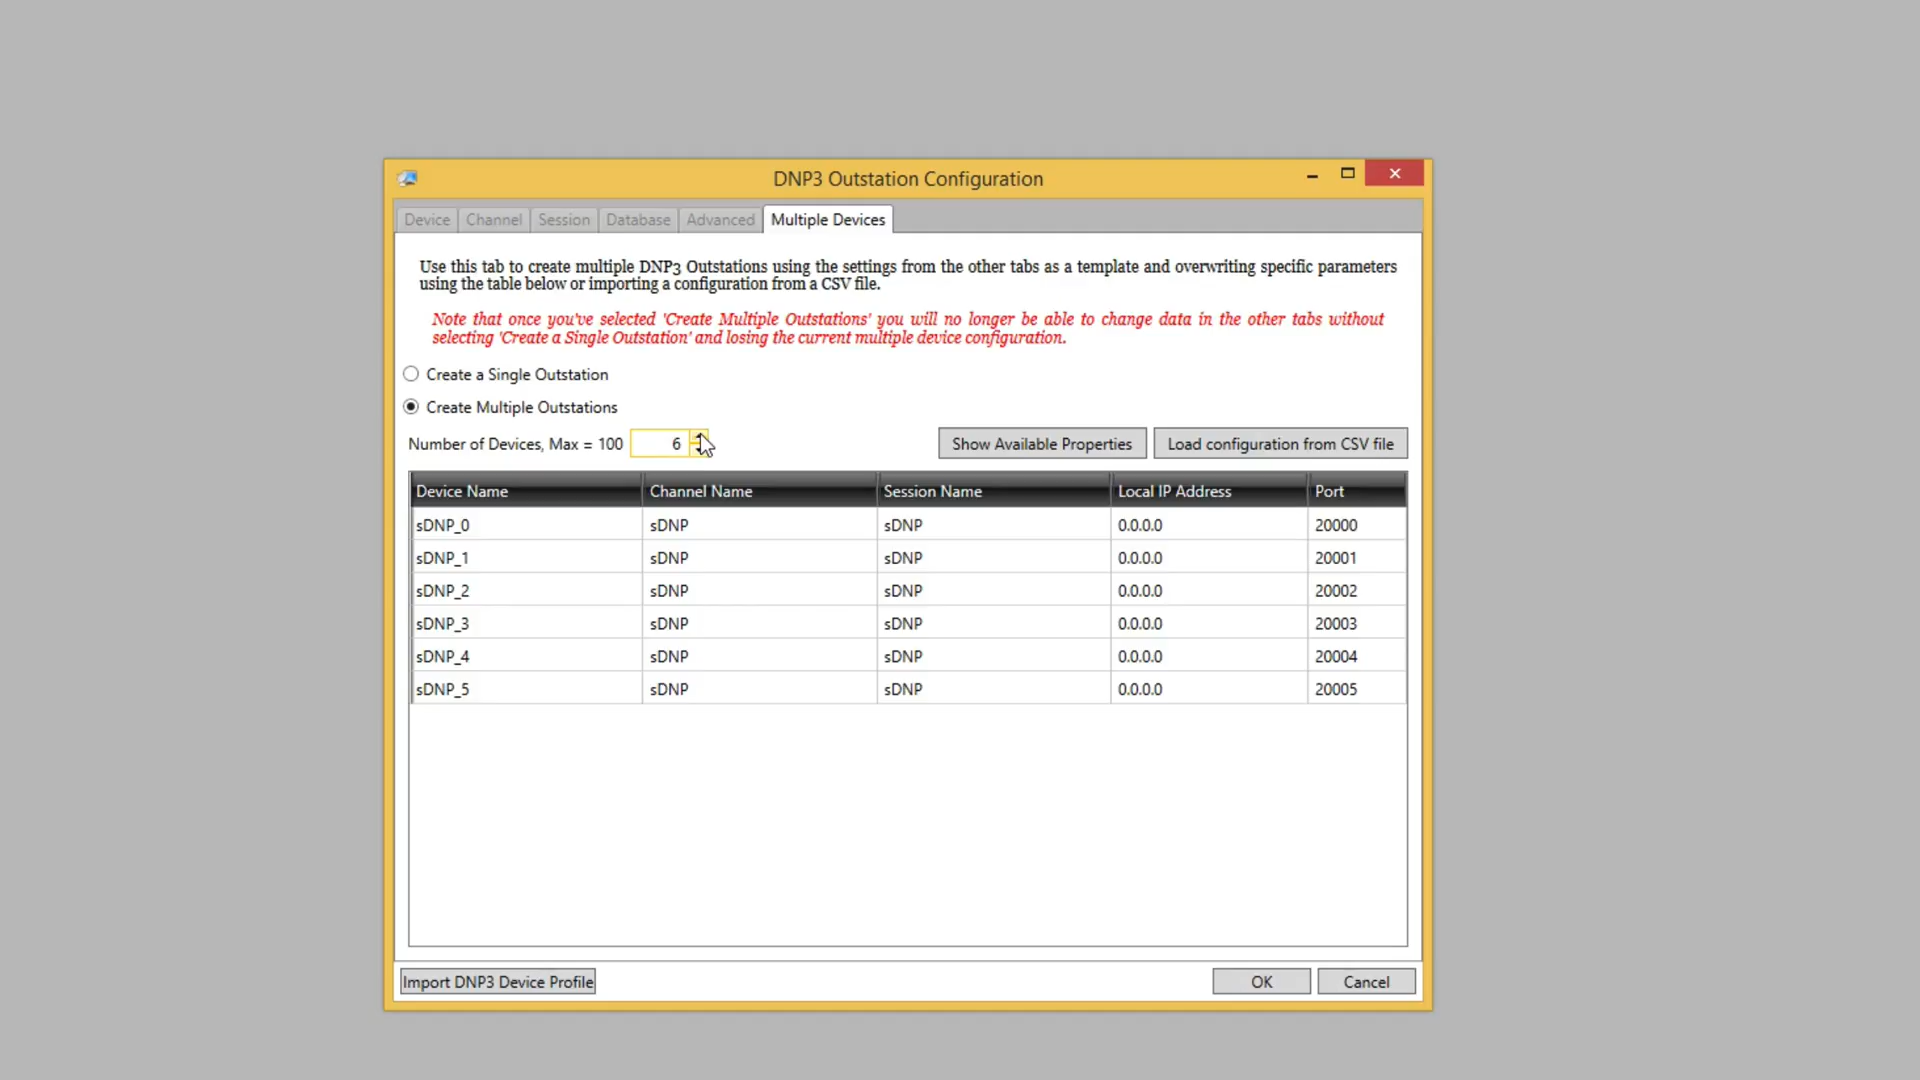 DNP3 Outstation Configuration
Device Channel Session Database Advanced Multiple Devices
Use this tab to create multiple DNP3 Outstations using the settings from the other tabs as a template and overwriting specific parameters
using the table below or importing a configuration from a CSV file.
Note that once you've selected 'Create Multiple Outstations' you will no longer be able to change data in the other tabs without
selecting 'Create a Single Outstation' and losing the current multiple device configuration.
Create a Single Outstation
Create Multiple Outstations
Number of Devices, Max = 100 6 Show Available Properties Load configuration from CSV file
Device Name Channel Name Session Name Local IP Address Port
sDNP_0 sDNP sDNP 0.0.0.0 20000
sDNP_1 sDNP sDNP 0.0.0.0 20001
sDNP_2 sDNP sDNP 0.0.0.0 20002
sDNP_3 sDNP sDNP 0.0.0.0 20003
sDNP_4 sDNP sDNP 0.0.0.0 20004
sDNP_5 sDNP sDNP 0.0.0.0 20005
Import DNP3 Device Profile OK Cancel